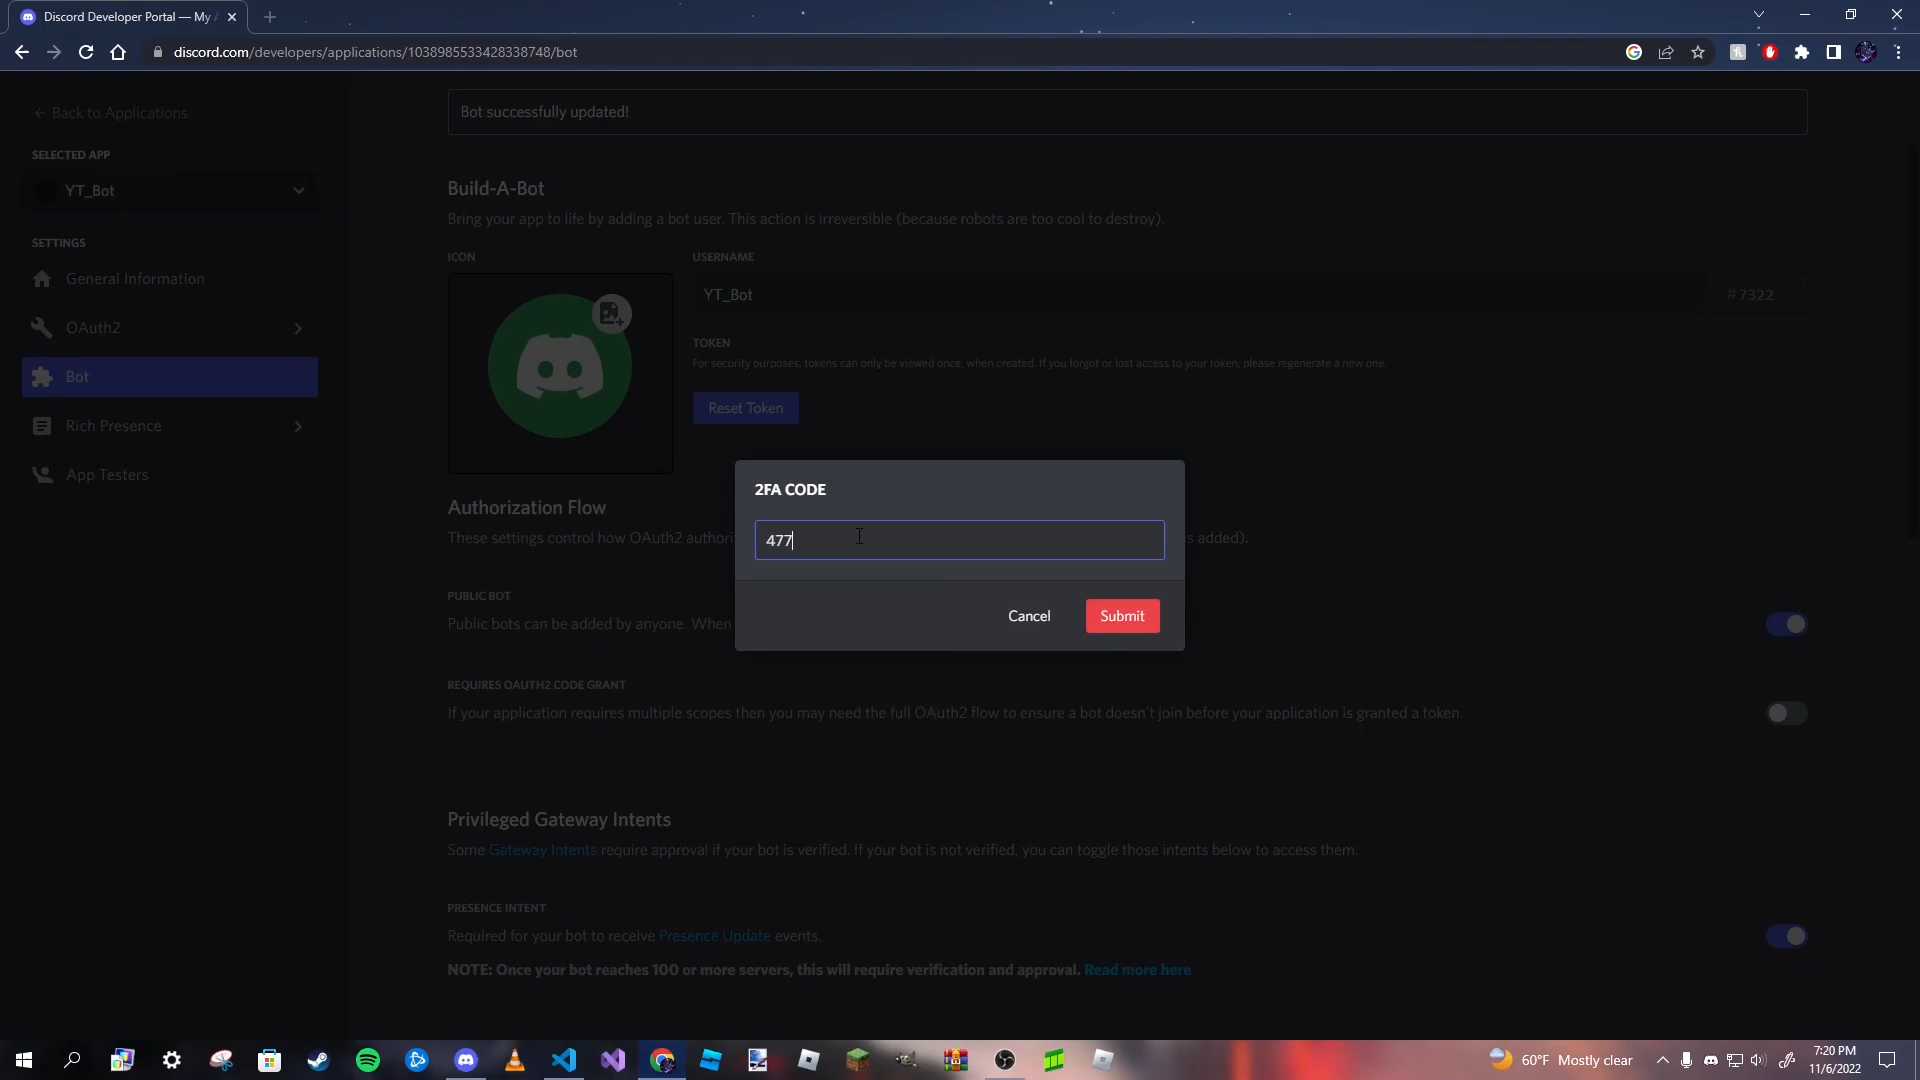 Discord Developer Portal — My A
discord.com/developers/applications/1038985533428338748/bot
← Back to Applications
SELECTED APP
YT_Bot
SETTINGS
General Information
OAuth2
Bot
Rich Presence
App Testers
Bot successfully updated!
Build-A-Bot
Bring your app to life by adding a bot user. This action is irreversible (because robots are too cool to destroy).
ICON
USERNAME
YT_Bot
#7322
TOKEN
For security purposes, tokens can only be viewed once, when created. If you forgot or lost access to your token, please regenerate a new one.
Reset Token
Authorization Flow
These settings control how OAuth2 authori
s added).
2FA CODE
477
Cancel
Submit
PUBLIC BOT
Public bots can be added by anyone. When
REQUIRES OAUTH2 CODE GRANT
If your application requires multiple scopes then you may need the full OAuth2 flow to ensure a bot doesn't join before your application is granted a token.
Privileged Gateway Intents
Some Gateway Intents require approval if your bot is verified. If your bot is not verified, you can toggle those intents below to access them.
PRESENCE INTENT
Required for your bot to receive Presence Update events.
NOTE: Once your bot reaches 100 or more servers, this will require verification and approval. Read more here
60°F Mostly clear
7:20 PM
11/6/2022